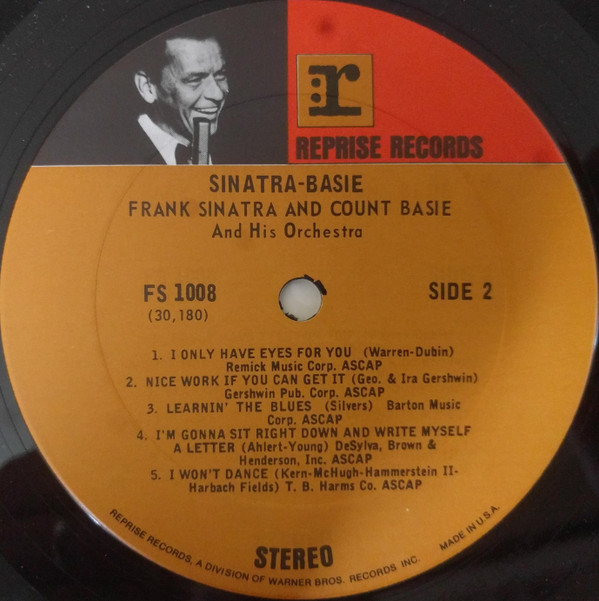 r
REPRISE RECORDS
SINATRA-BASIE
FRANK SINATRA AND COUNT BASIE
And His Orchestra
FS 1008
(30,180)
SIDE 2
1. I ONLY HAVE EYES FOR YOU (Warren-Dubin)
Remick Music Corp. ASCAP
2. NICE WORK IF YOU CAN GET IT (Geo. & Ira Gershwin)
Gershwin Pub. Corp. ASCAP
3. LEARNIN' THE BLUES (Silvers) Barton Music
Corp. ASCAP
4. I'M GONNA SIT RIGHT DOWN AND WRITE MYSELF
A LETTER (Ahlert-Young) DeSylva, Brown &
Henderson, Inc. ASCAP
5. I WON'T DANCE (Kern-McHugh-Hammerstein II-
Harbach Fields) T. B. Harms Co. ASCAP
STEREO
REPRISE RECORDS, A DIVISION OF WARNER BROS. RECORDS INC. MADE IN U.S.A.